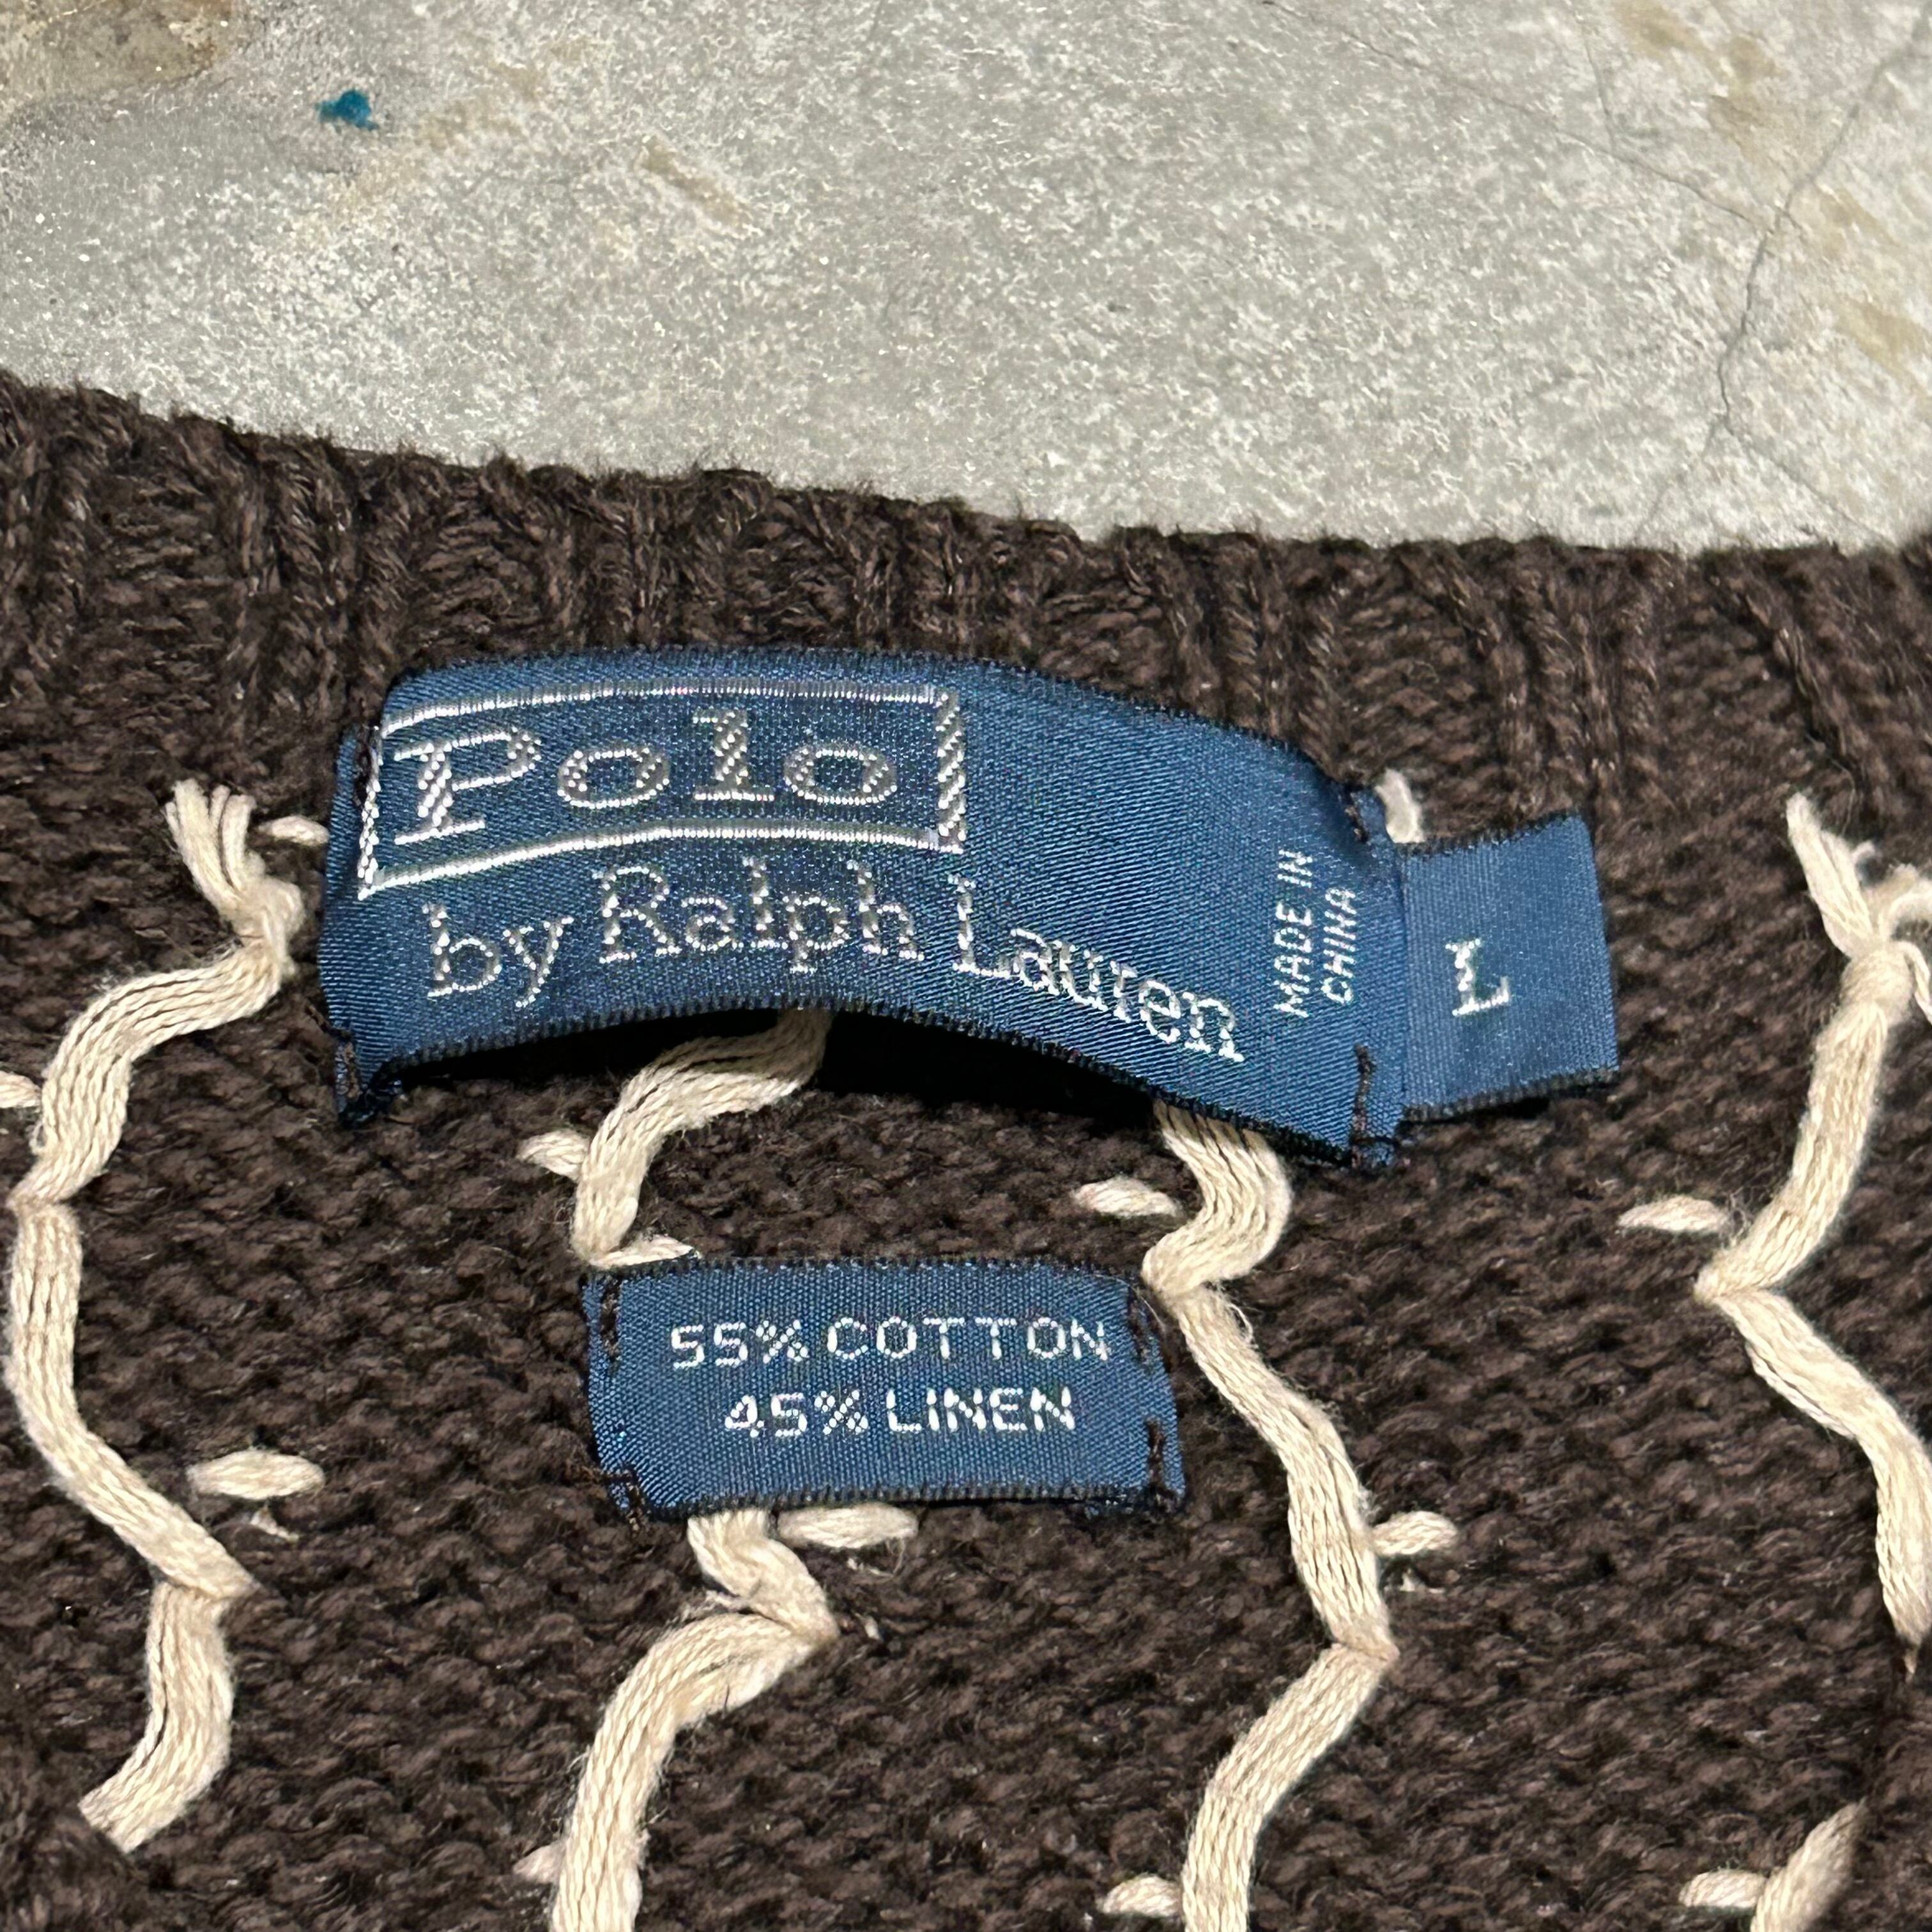 Polo
by Ralph Lauren
MADE IN
CHINA
L
55% COTTON
45% LINEN